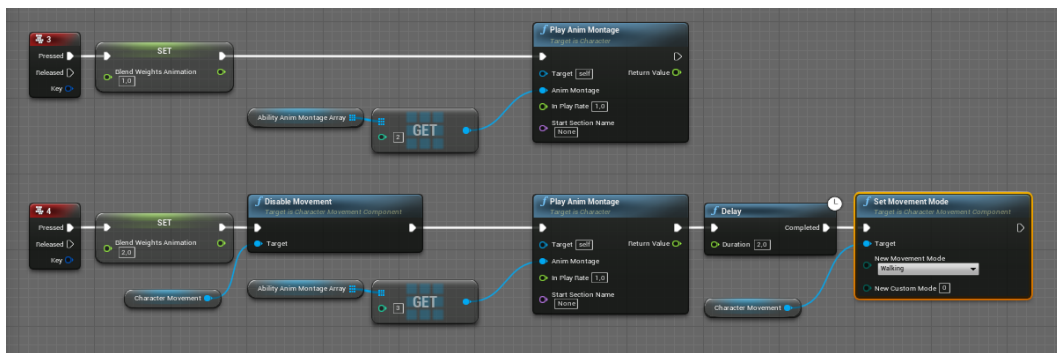 3
Pressed
Released
Key
SET
Blend Weights Animation
1,0
Ability Anim Montage Array
2
GET
Play Anim Montage
Target is Character
Target self
Return Value
Anim Montage
In Play Rate 1,0
Start Section Name
None
4
Pressed
Released
Key
SET
Blend Weights Animation
2,0
Character Movement
Disable Movement
Target is Character Movement Component
Target
Ability Anim Montage Array
3
GET
Play Anim Montage
Target is Character
Target self
Return Value
Anim Montage
In Play Rate 1,0
Start Section Name
None
Delay
Completed
Duration 2,0
Character Movement
Set Movement Mode
Target is Character Movement Component
Target
New Movement Mode
Walking
New Custom Mode 0